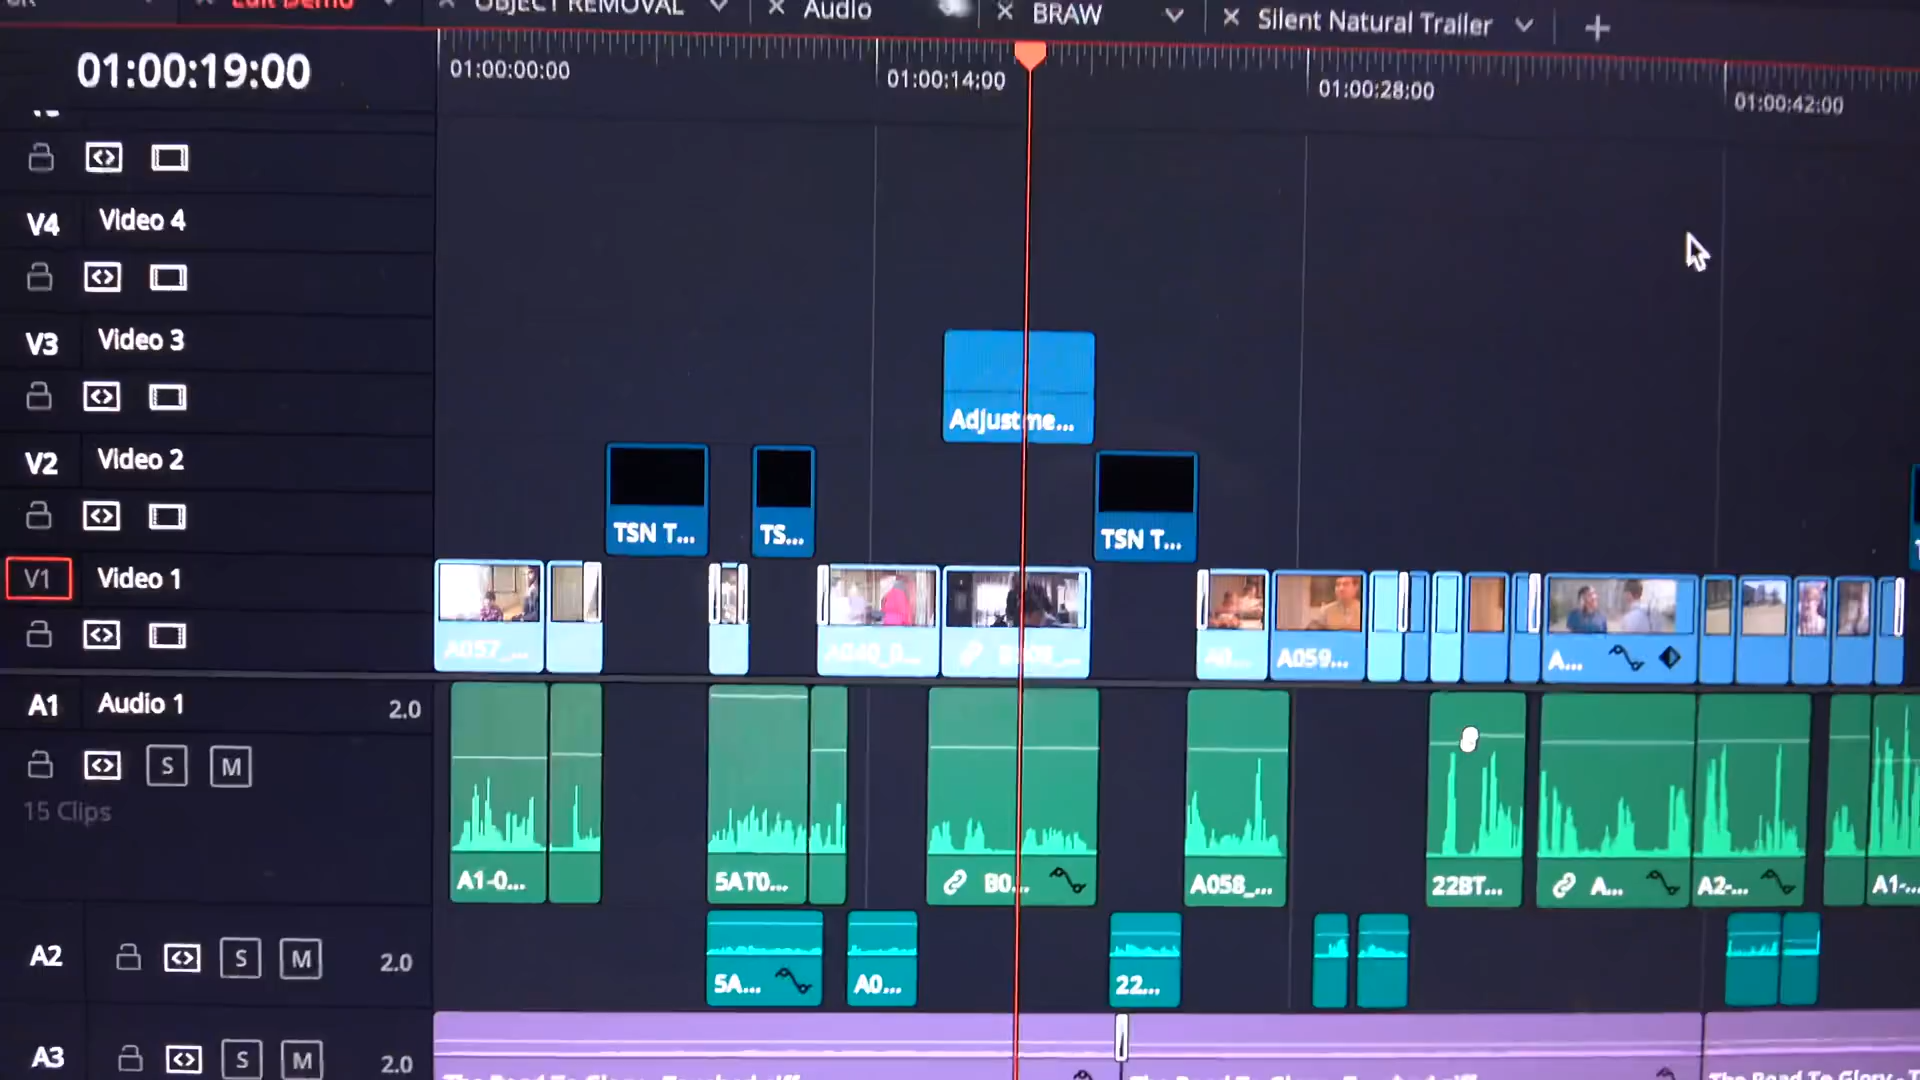 Edit Demo
OBJECT REMOVAL
Audio
BRAW
Silent Natural Trailer
01:00:19:00
01:00:00:00
01:00:14:00
01:00:28:00
01:00:42:00
V4 Video 4
V3 Video 3
Adjustme...
V2 Video 2
TSN T...
TS...
TSN T...
V1 Video 1
A057_...
A059...
A...
A1 Audio 1 2.0
S M
15 Clips
A1-0...
5AT0...
B0...
A058_...
22BT...
A...
A2-...
A1-...
A2 S M 2.0
5A...
A0...
22...
A3 S M 2.0